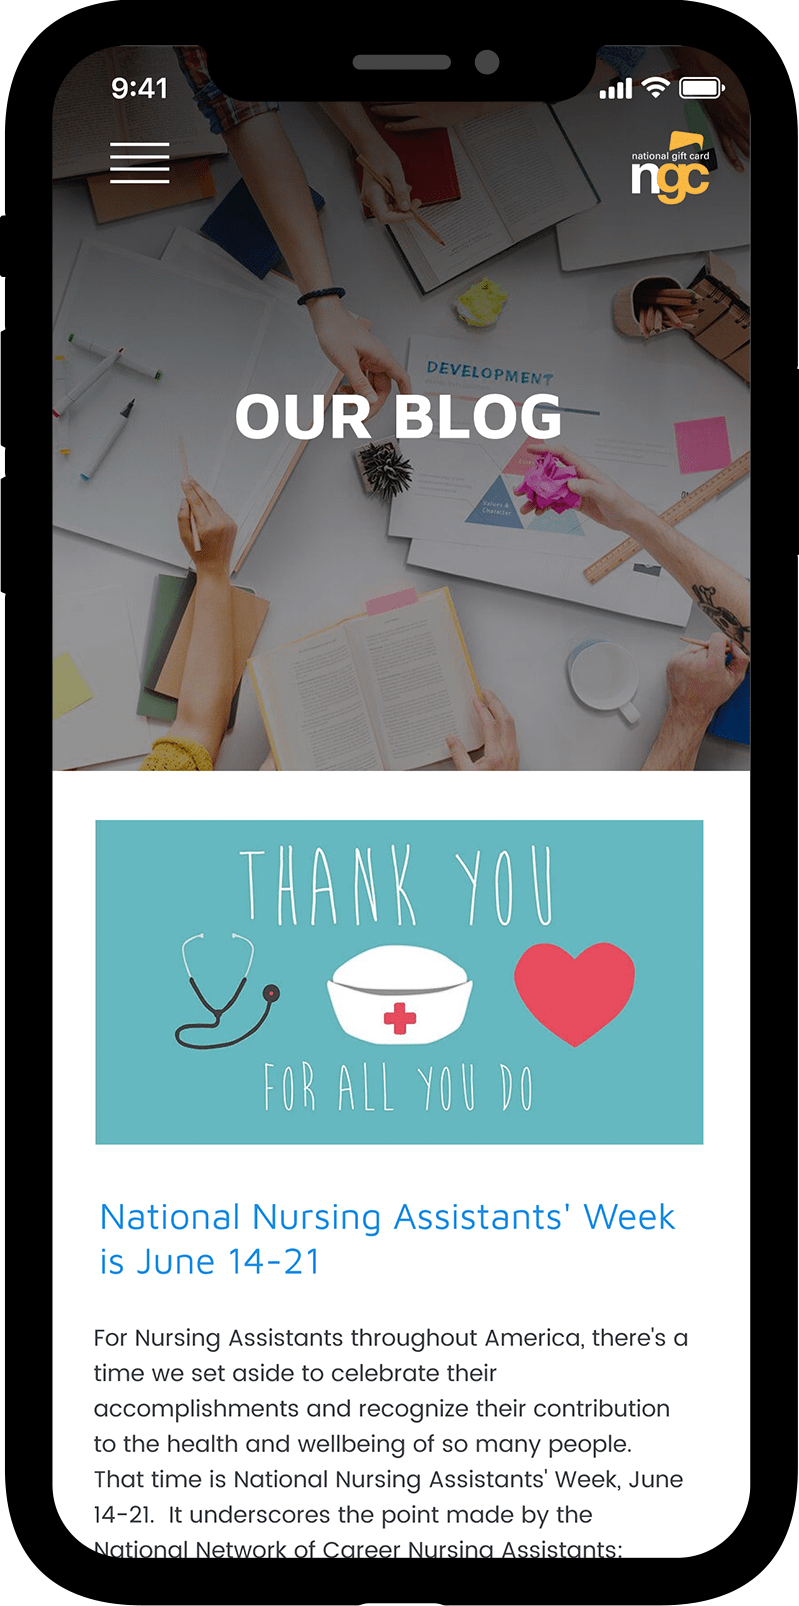 9:41
national gift card
ngc
DEVELOPMENT
OUR BLOG
Values &
Character
THANK YOU
FOR ALL YOU DO
National Nursing Assistants' Week
is June 14-21
For Nursing Assistants throughout America, there's a
time we set aside to celebrate their
accomplishments and recognize their contribution
to the health and wellbeing of so many people.
That time is National Nursing Assistants' Week, June
14-21.  It underscores the point made by the
National Network of Career Nursing Assistants: